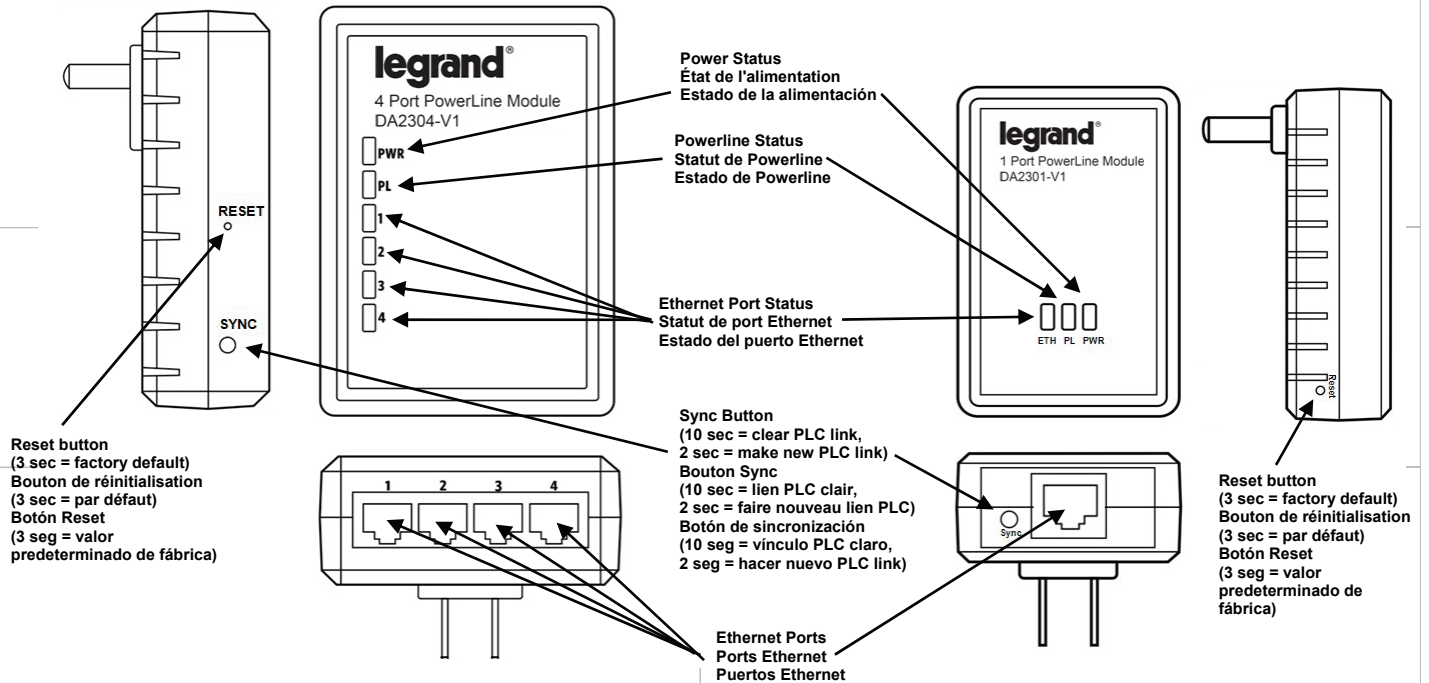 legrand®
4 Port PowerLine Module
DA2304-V1
PWR
PL
1
2
3
4
RESET
SYNC
Power Status
État de l'alimentation
Estado de la alimentación
Powerline Status
Statut de Powerline
Estado de Powerline
Ethernet Port Status
Statut de port Ethernet
Estado del puerto Ethernet
legrand®
1 Port PowerLine Module
DA2301-V1
ETH PL PWR
Reset
Reset button
(3 sec = factory default)
Bouton de réinitialisation
(3 sec = par défaut)
Botón Reset
(3 seg = valor
predeterminado de fábrica)
1 2 3 4
Sync Button
(10 sec = clear PLC link,
2 sec = make new PLC link)
Bouton Sync
(10 sec = lien PLC clair,
2 sec = faire nouveau lien PLC)
Botón de sincronización
(10 seg = vínculo PLC claro,
2 seg = hacer nuevo PLC link)
Sync
Reset button
(3 sec = factory default)
Bouton de réinitialisation
(3 sec = par défaut)
Botón Reset
(3 seg = valor
predeterminado de
fábrica)
Ethernet Ports
Ports Ethernet
Puertos Ethernet